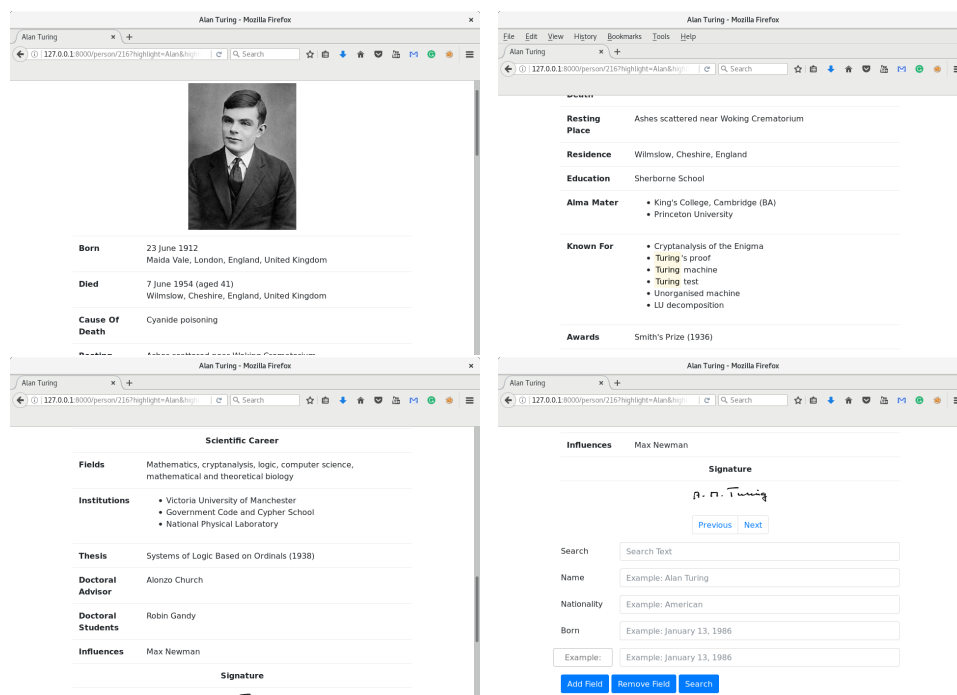 Alan Turing - Mozilla Firefox
Alan Turing
127.0.0.1:8000/person/216?highlight=Alan&high
Search
Born
23 June 1912
Maida Vale, London, England, United Kingdom
Died
7 June 1954 (aged 41)
Wilmslow, Cheshire, England, United Kingdom
Cause Of
Death
Cyanide poisoning
Resting
Ashes scattered near Woking Crematorium
Alan Turing - Mozilla Firefox
File Edit View History Bookmarks Tools Help
Alan Turing
127.0.0.1:8000/person/216?highlight=Alan&high
Search
Death
Resting
Place
Ashes scattered near Woking Crematorium
Residence
Wilmslow, Cheshire, England
Education
Sherborne School
Alma Mater
• King's College, Cambridge (BA)
• Princeton University
Known For
• Cryptanalysis of the Enigma
• Turing's proof
• Turing machine
• Turing test
• Unorganised machine
• LU decomposition
Awards
Smith's Prize (1936)
Alan Turing - Mozilla Firefox
Alan Turing
127.0.0.1:8000/person/216?highlight=Alan&high
Search
Scientific Career
Fields
Mathematics, cryptanalysis, logic, computer science,
mathematical and theoretical biology
Institutions
• Victoria University of Manchester
• Government Code and Cypher School
• National Physical Laboratory
Thesis
Systems of Logic Based on Ordinals (1938)
Doctoral
Advisor
Alonzo Church
Doctoral
Students
Robin Gandy
Influences
Max Newman
Signature
Alan Turing - Mozilla Firefox
Alan Turing
127.0.0.1:8000/person/216?highlight=Alan&high
Search
Influences
Max Newman
Signature
A. M. Turing
Previous Next
Search
Search Text
Name
Example: Alan Turing
Nationality
Example: American
Born
Example: January 13, 1986
Example:
Example: January 13, 1986
Add Field Remove Field Search